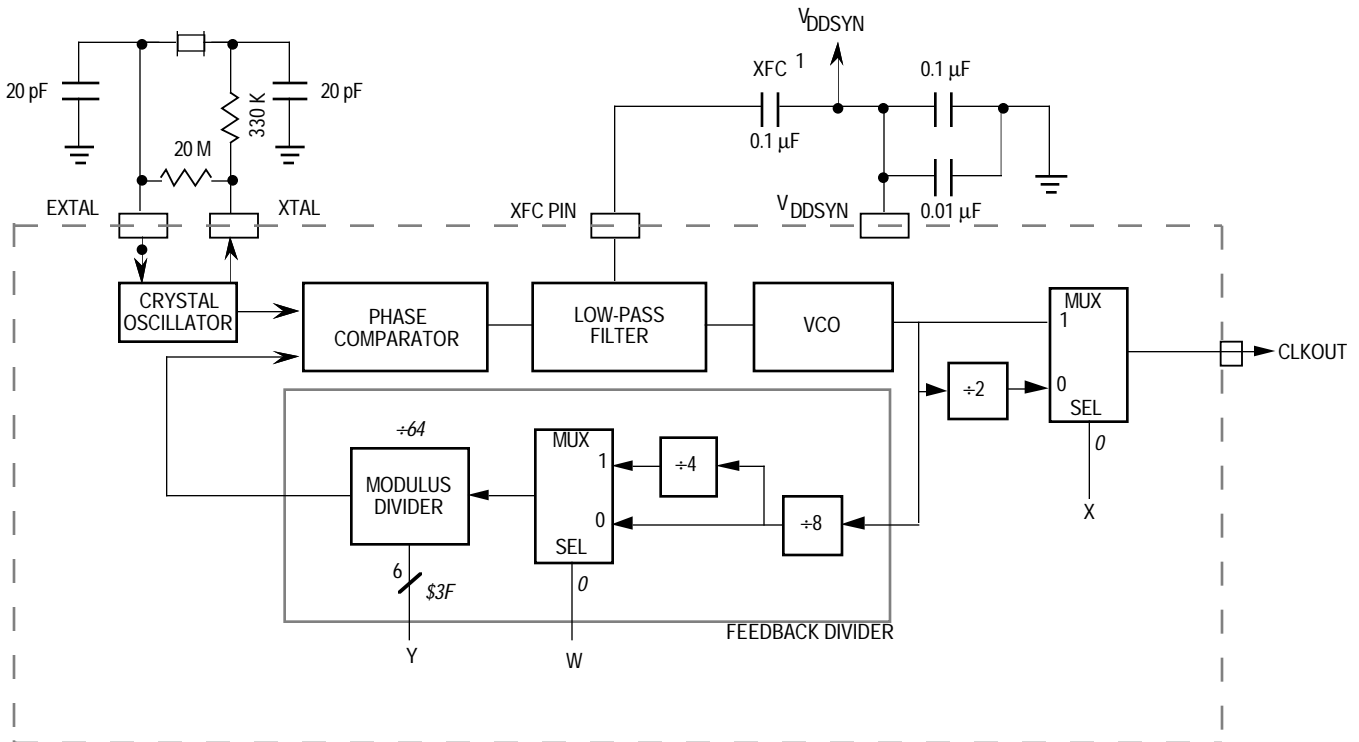 V
DDSYN
XFC 1
0.1 µF
20 pF
20 pF
330 K
0.1 µF
20 M
EXTAL
XTAL
XFC PIN
V
DDSYN
0.01 µF
CRYSTAL
OSCILLATOR
PHASE
COMPARATOR
LOW-PASS
FILTER
VCO
MUX
1
CLKOUT
÷2
0
SEL
0
X
÷64
MODULUS
DIVIDER
MUX
1
÷4
0
÷8
SEL
0
6
$3F
FEEDBACK DIVIDER
Y
W